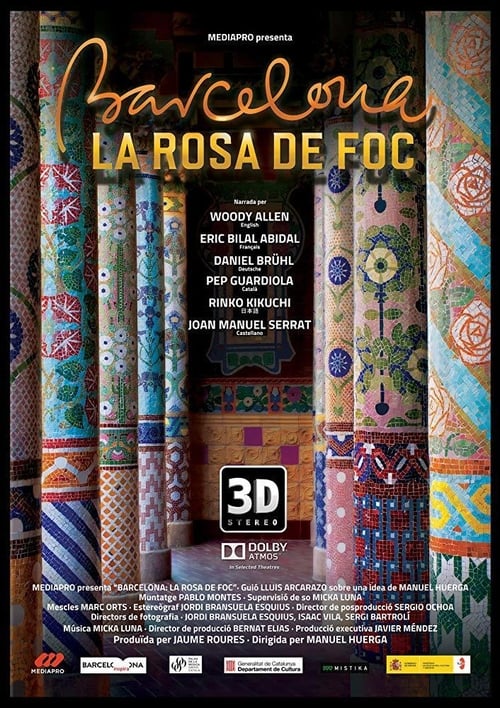 MEDIAPRO presenta
Barcelona
LA ROSA DE FOC
Narrada per
WOODY ALLEN
English
ERIC BILAL ABIDAL
Français
DANIEL BRÜHL
Deutsche
PEP GUARDIOLA
Català
RINKO KIKUCHI
日本語
JOAN MANUEL SERRAT
Castellano
3D
STEREO
DOLBY
ATMOS
In Selected Theatres
MEDIAPRO presenta "BARCELONA: LA ROSA DE FOC"· Guió LLUIS ARCARAZO sobre una idea de MANUEL HUERGA
Muntatge PABLO MONTES · Supervisió de so MICKA LUNA
Mescles MARC ORTS · Estereògraf JORDI BRANSUELA ESQUIUS · Director de posproducció SERGIO OCHOA
Directors de fotografia · JORDI BRANSUELA ESQUIUS, ISAAC VILA, SERGI BARTROLÍ
Música MICKA LUNA · Director de producció BERNAT ELIAS · Producció executiva JAVIER MÉNDEZ
Produïda per JAUME ROURES · Dirigida per MANUEL HUERGA
MEDIAPRO
BARCELONA
inspira
Generalitat de Catalunya
Departament de Cultura
MISTIKA